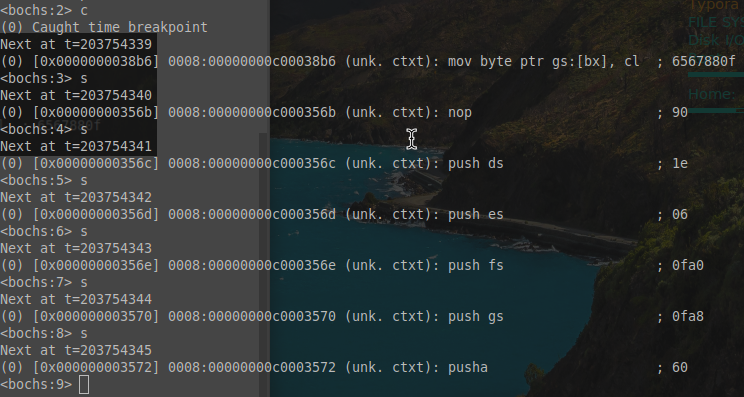 <bochs:2> c
(0) Caught time breakpoint
Next at t=203754339
(0) [0x0000000038b6] 0008:00000000c00038b6 (unk. ctxt): mov byte ptr gs:[bx], cl ; 6567880f
<bochs:3> s
Next at t=203754340
(0) [0x00000000356b] 0008:00000000c000356b (unk. ctxt): nop ; 90
<bochs:4> s
Next at t=203754341
(0) [0x00000000356c] 0008:00000000c000356c (unk. ctxt): push ds ; 1e
<bochs:5> s
Next at t=203754342
(0) [0x00000000356d] 0008:00000000c000356d (unk. ctxt): push es ; 06
<bochs:6> s
Next at t=203754343
(0) [0x00000000356e] 0008:00000000c000356e (unk. ctxt): push fs ; 0fa0
<bochs:7> s
Next at t=203754344
(0) [0x000000003570] 0008:00000000c0003570 (unk. ctxt): push gs ; 0fa8
<bochs:8> s
Next at t=203754345
(0) [0x000000003572] 0008:00000000c0003572 (unk. ctxt): pusha ; 60
<bochs:9>
Typora
FILE SY
Disk I/O
Home: